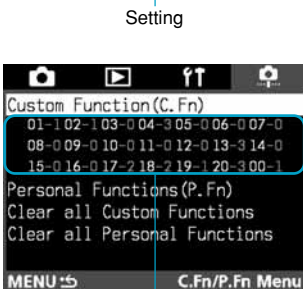 Setting
Custom Function(C.Fn)
01-1 02-1 03-0 04-3 05-0 06-0 07-0
08-0 09-0 10-0 11-0 12-0 13-3 14-0
15-0 16-0 17-2 18-2 19-1 20-3 00-1
Personal Functions(P.Fn)
Clear all Custom Functions
Clear all Personal Functions
MENU C.Fn/P.Fn Menu